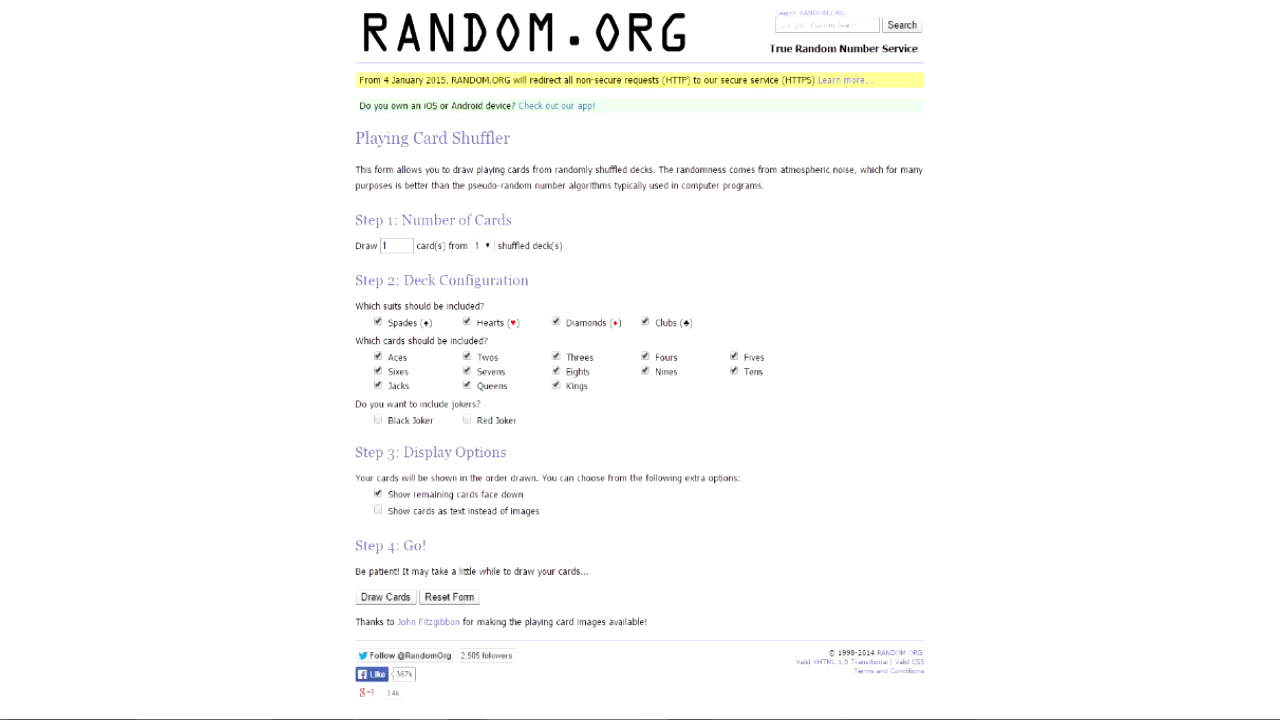 RANDOM.ORG
Search RANDOM.ORG
Custom Search
Search
True Random Number Service
From 4 January 2015, RANDOM.ORG will redirect all non-secure requests (HTTP) to our secure service (HTTPS) Learn more...
Do you own an iOS or Android device? Check out our app!
Playing Card Shuffler
This form allows you to draw playing cards from randomly shuffled decks. The randomness comes from atmospheric noise, which for many
purposes is better than the pseudo-random number algorithms typically used in computer programs.
Step 1: Number of Cards
Draw 1 card(s) from 1 ▼ shuffled deck(s)
Step 2: Deck Configuration
Which suits should be included?
Spades (♠) Hearts (♥) Diamonds (♦) Clubs (♣)
Which cards should be included?
Aces Twos Threes Fours Fives
Sixes Sevens Eights Nines Tens
Jacks Queens Kings
Do you want to include jokers?
Black Joker Red Joker
Step 3: Display Options
Your cards will be shown in the order drawn. You can choose from the following extra options:
Show remaining cards face down
Show cards as text instead of images
Step 4: Go!
Be patient! It may take a little while to draw your cards...
Draw Cards Reset Form
Thanks to John Fitzgibbon for making the playing card images available!
Follow @RandomOrg 2,505 followers
Like 367k
g+1 14k
© 1998-2014 RANDOM.ORG
Valid XHTML 1.0 Transitional | Valid CSS
Terms and Conditions